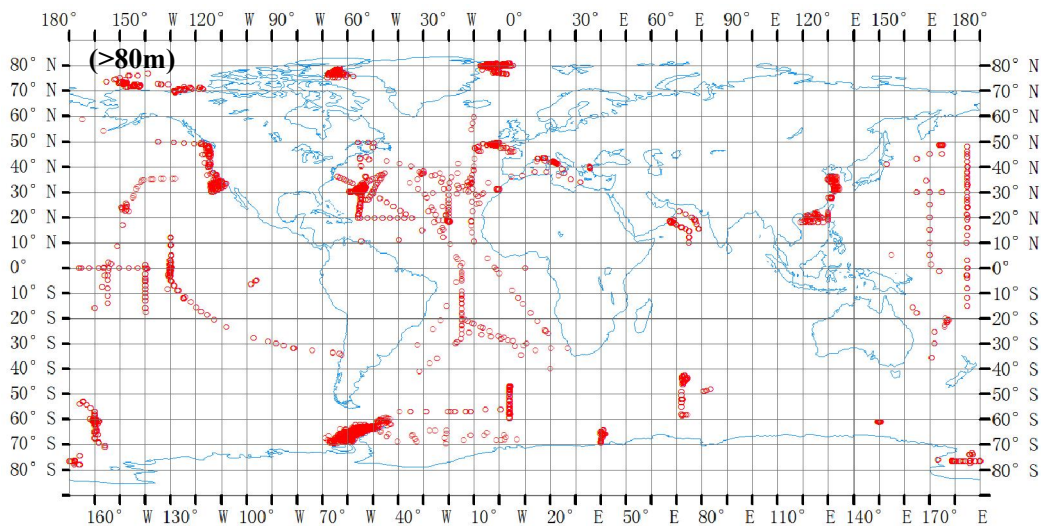 170° 150° W 120° W 90° W 60° W 30° W 0° 30° E 60° E 90° E 120° E 150° E 180°
(>80m)
80° N 80° N
70° N 70° N
60° N 60° N
50° N 50° N
40° N 40° N
30° N 30° N
20° N 20° N
10° N 10° N
0° 0°
10° S 10° S
20° S 20° S
30° S 30° S
40° S 40° S
50° S 50° S
60° S 60° S
70° S 70° S
80° S 80° S
160° W 130° W 100° W 70° W 40° W 10° W 20° E 50° E 80° E 110° E 140° E 170° E